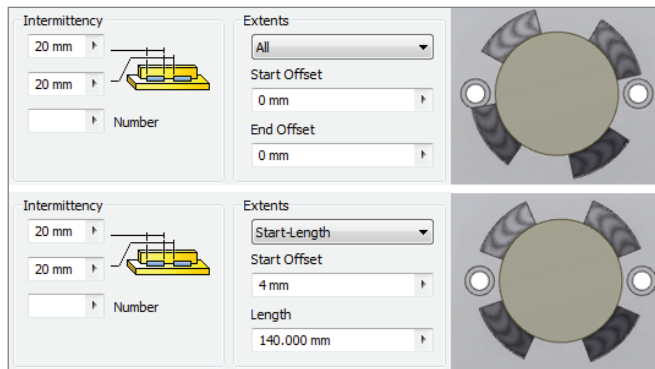 Intermittency
20 mm
20 mm
Number
Extents
All
Start Offset
0 mm
End Offset
0 mm
Intermittency
20 mm
20 mm
Number
Extents
Start-Length
Start Offset
4 mm
Length
140.000 mm